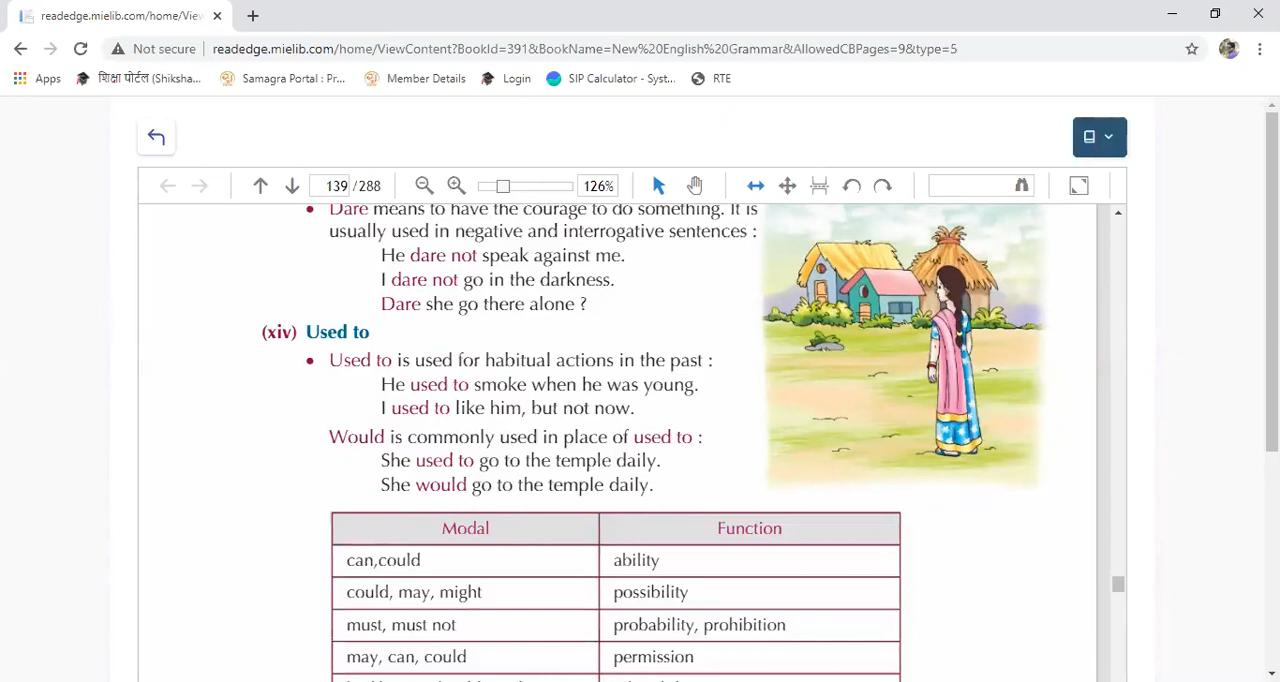 readedge.mielib.com/home/View
Not secure readedge.mielib.com/home/ViewContent?BookId=391&BookName=New%20English%20Grammar&AllowedCBPages=9&type=5
Apps शिक्षा पोर्टल (Shiksha... Samagra Portal : Pr... Member Details Login SIP Calculator - Syst... RTE
139 /288 126%
• Dare means to have the courage to do something. It is
usually used in negative and interrogative sentences :
He dare not speak against me.
I dare not go in the darkness.
Dare she go there alone ?
(xiv) Used to
• Used to is used for habitual actions in the past :
He used to smoke when he was young.
I used to like him, but not now.
Would is commonly used in place of used to :
She used to go to the temple daily.
She would go to the temple daily.
Modal Function
can,could ability
could, may, might possibility
must, must not probability, prohibition
may, can, could permission